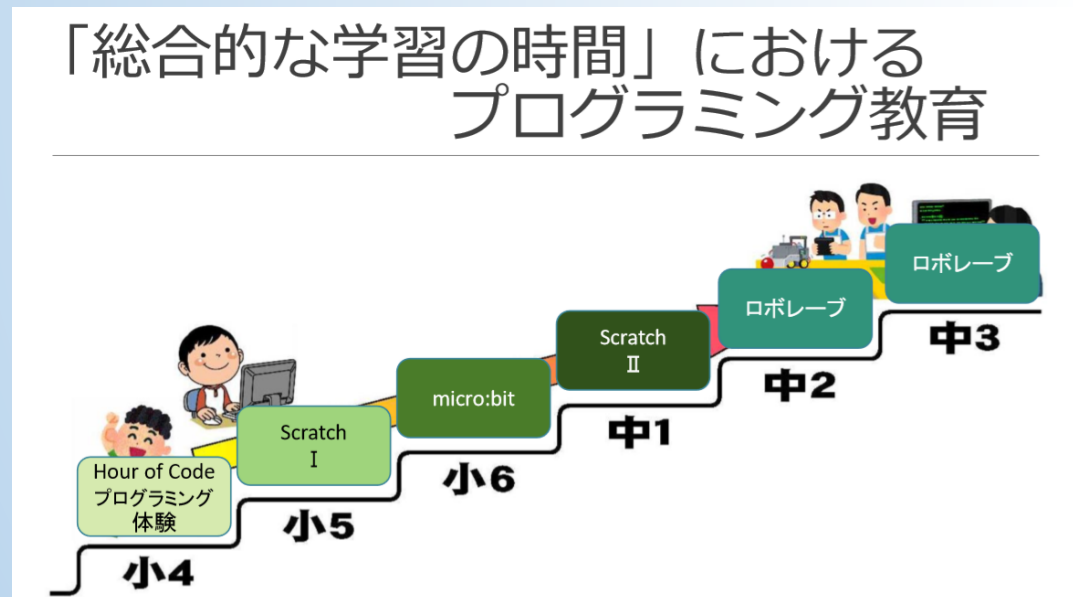 「総合的な学習の時間」における
プログラミング教育
Hour of Code
プログラミング
体験
小4
Scratch
Ⅰ
小5
micro:bit
小6
Scratch
Ⅱ
中1
ロボレーブ
中2
ロボレーブ
中3